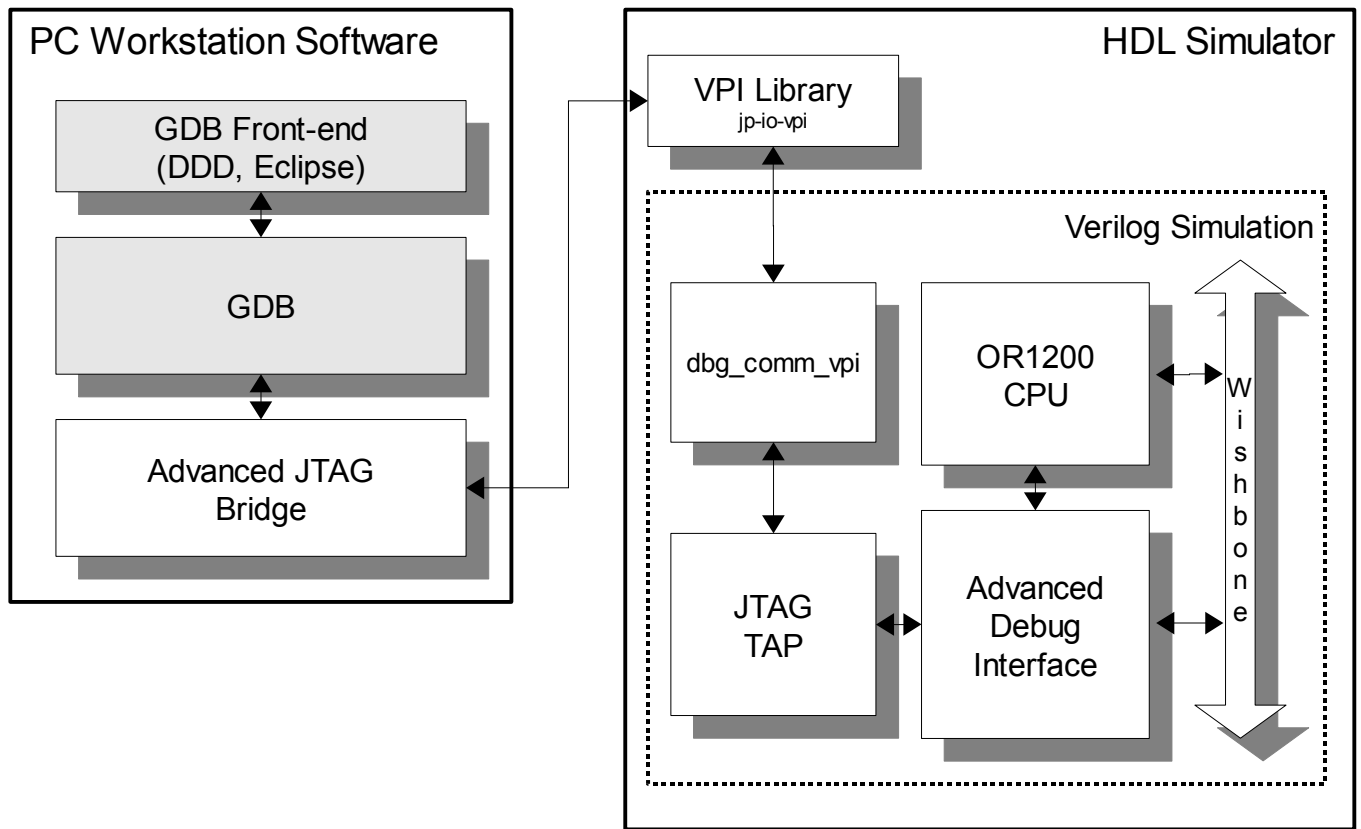 PC Workstation Software
GDB Front-end
(DDD, Eclipse)
GDB
Advanced JTAG
Bridge
HDL Simulator
VPI Library
jp-io-vpi
Verilog Simulation
dbg_comm_vpi
OR1200
CPU
JTAG
TAP
Advanced
Debug
Interface
Wishbone